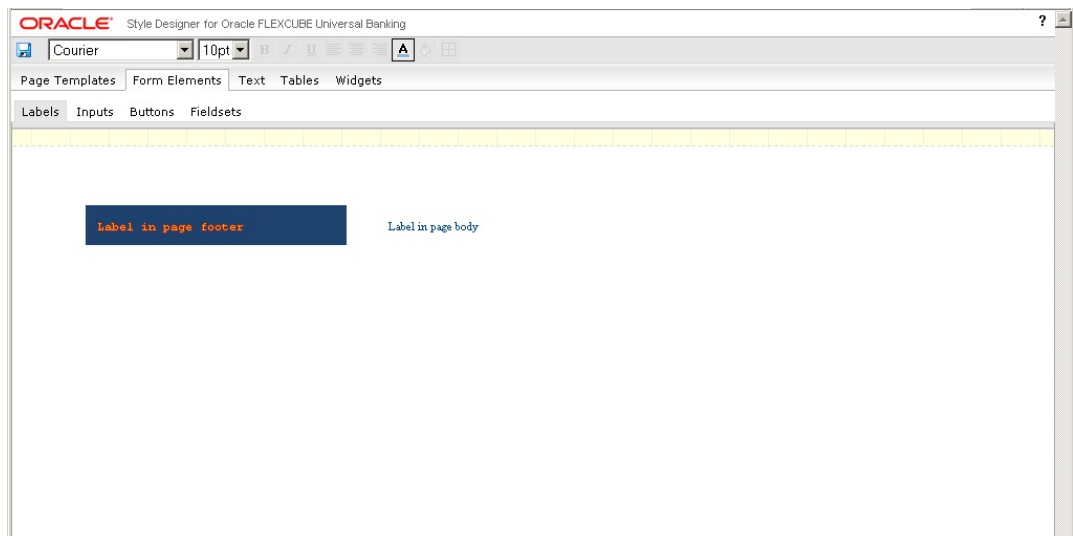 ORACLE® Style Designer for Oracle FLEXCUBE Universal Banking ?
Courier 10pt B I U A
Page Templates Form Elements Text Tables Widgets
Labels Inputs Buttons Fieldsets
Label in page footer Label in page body